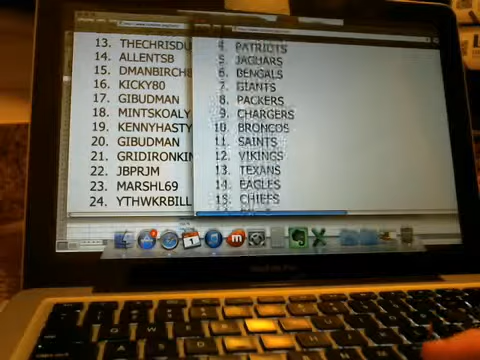 13. THECHRISDU
14. ALLENTSB
15. DMANBIRCH
16. KICKY80
17. GIBUDMAN
18. MINTSKOALY
19. KENNYHASTY
20. GIBUDMAN
21. GRIDIRONKIN
22. JBPRJM
23. MARSHL69
24. YTHWKRBILL
4. PATRIOTS
5. JAGUARS
6. BENGALS
7. GIANTS
8. PACKERS
9. CHARGERS
10. BRONCOS
11. SAINTS
12. VIKINGS
13. TEXANS
14. EAGLES
15. CHIEFS